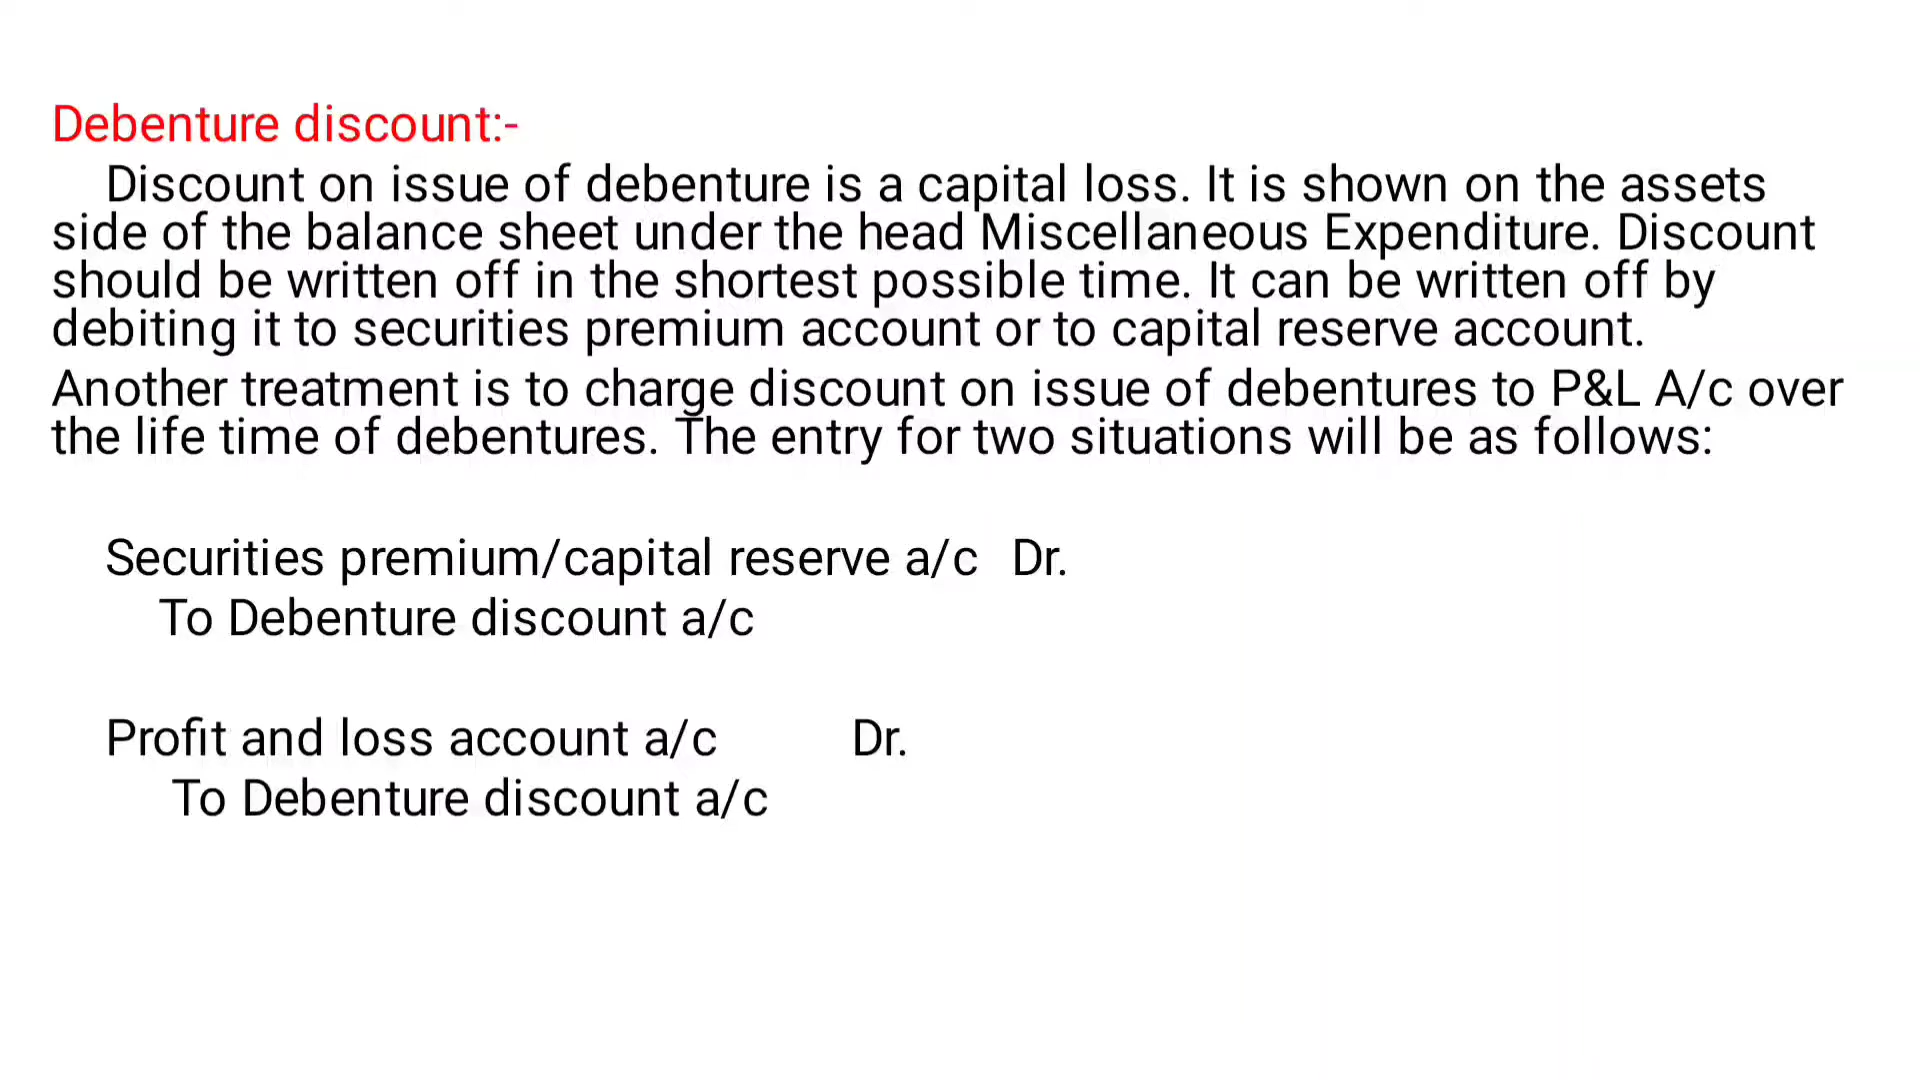 Debenture discount:-
Discount on issue of debenture is a capital loss. It is shown on the assets
side of the balance sheet under the head Miscellaneous Expenditure. Discount
should be written off in the shortest possible time. It can be written off by
debiting it to securities premium account or to capital reserve account.
Another treatment is to charge discount on issue of debentures to P&L A/c over
the life time of debentures. The entry for two situations will be as follows:
Securities premium/capital reserve a/c Dr.
To Debenture discount a/c
Profit and loss account a/c Dr.
To Debenture discount a/c